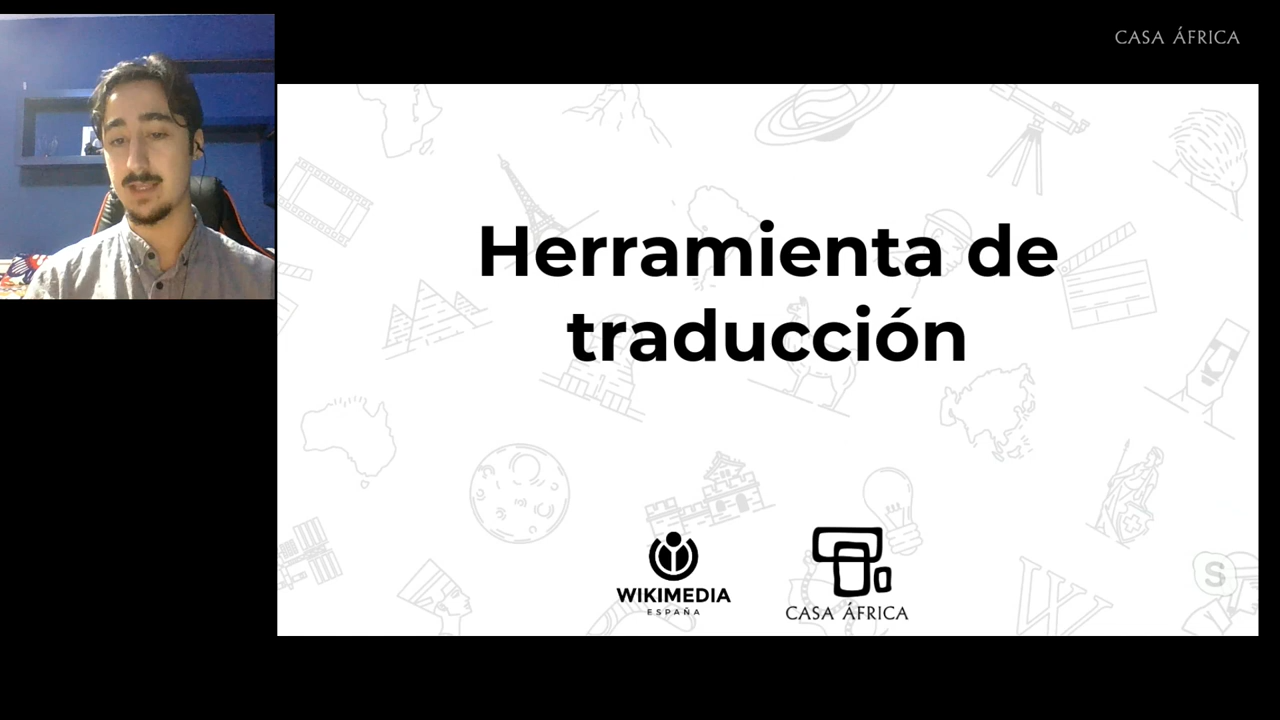 CASA ÁFRICA
Herramienta de
traducción
WIKIMEDIA
ESPAÑA
CASA ÁFRICA
W
S